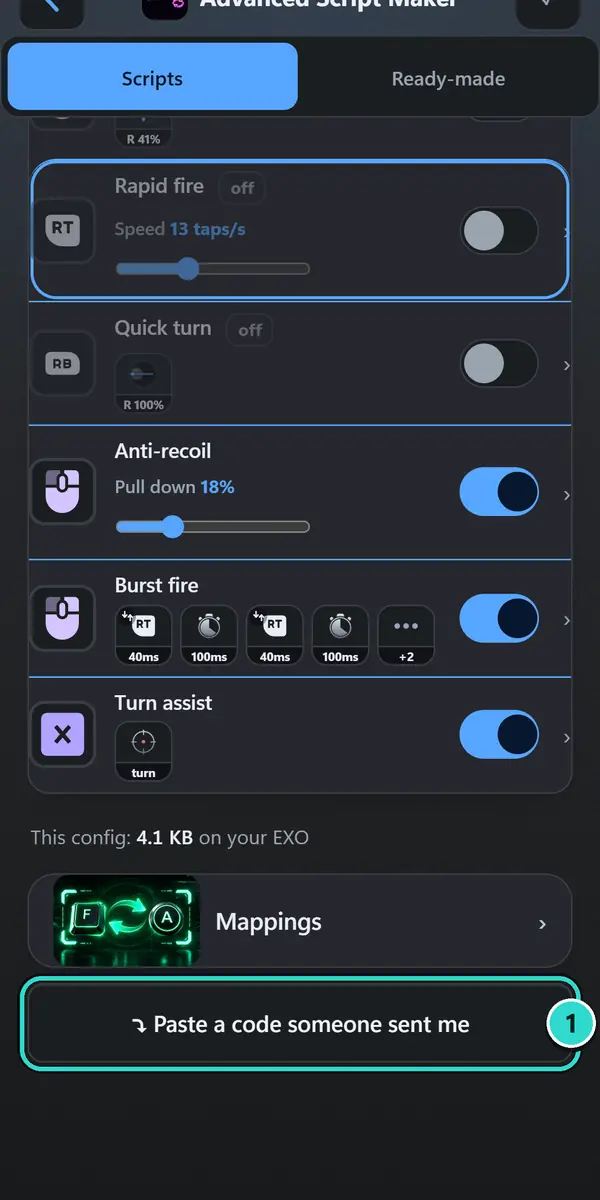 Advanced Script Maker
Scripts
Ready-made
R 41%
RT
Rapid fire
off
Speed 13 taps/s
RB
Quick turn
off
R 100%
Anti-recoil
Pull down 18%
Burst fire
RT
40ms
100ms
RT
40ms
100ms
+2
X
Turn assist
turn
This config: 4.1 KB on your EXO
F
A
Mappings
Paste a code someone sent me
1